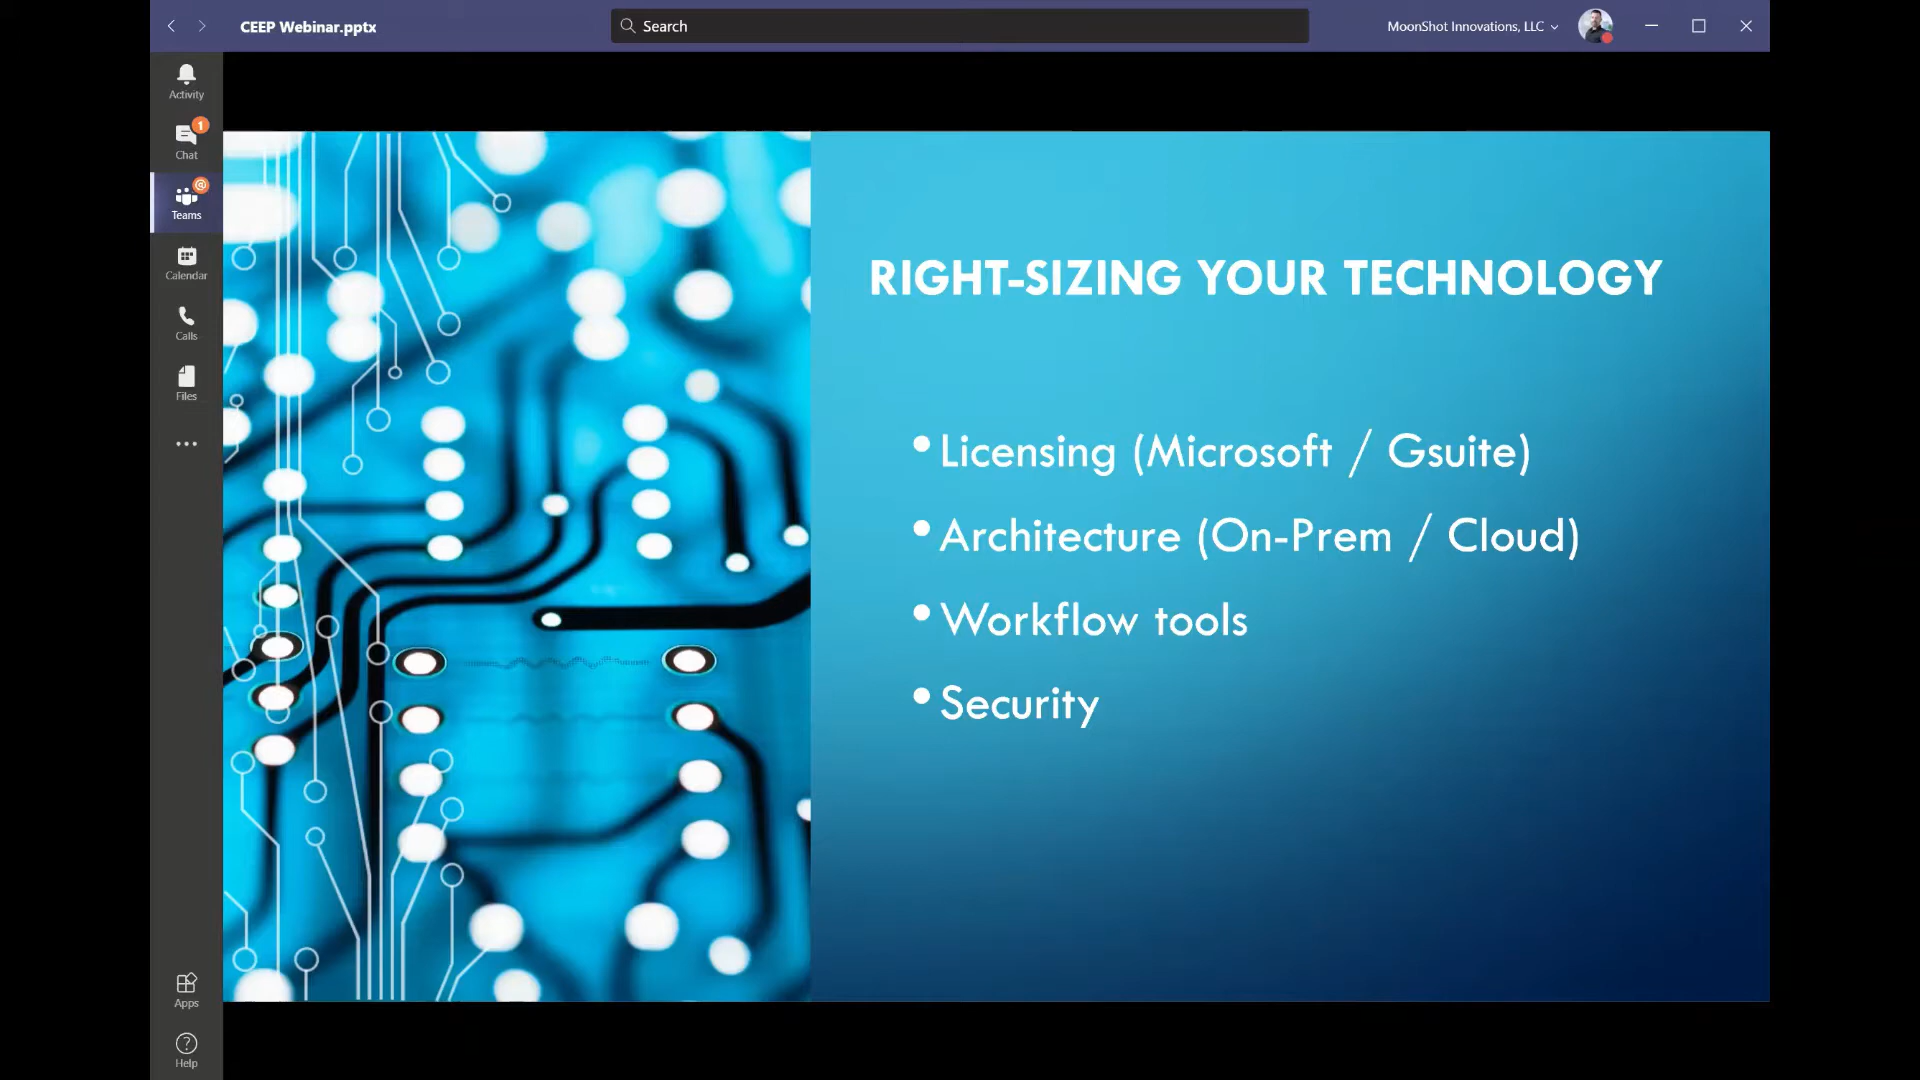 CEEP Webinar.pptx
Search
MoonShot Innovations, LLC
Activity
1
Chat
@
Teams
Calendar
Calls
Files
Apps
?
Help
RIGHT-SIZING YOUR TECHNOLOGY
• Licensing (Microsoft / Gsuite)
• Architecture (On-Prem / Cloud)
• Workflow tools
• Security